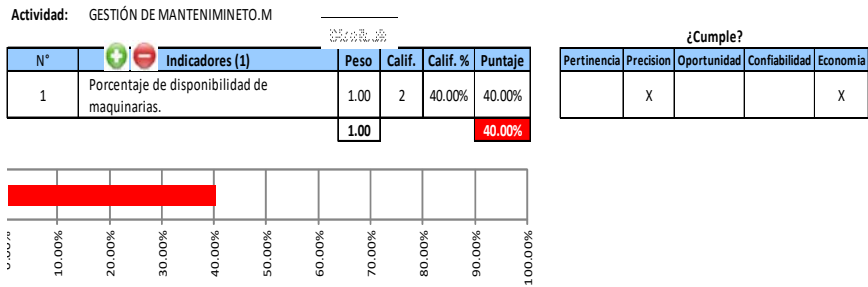 Actividad: GESTIÓN DE MANTENIMINETO.M
¿Cumple?
N° Indicadores (1) Peso Calif. Calif. % Puntaje Pertinencia Precision Oportunidad Confiabilidad Economia
Porcentaje de disponibilidad de
1 1.00 2 40.00% 40.00% X X
maquinarias.
1.00 40.00%
0.00% 10.00% 20.00% 30.00% 40.00% 50.00% 60.00% 70.00% 80.00% 90.00% 100.00%